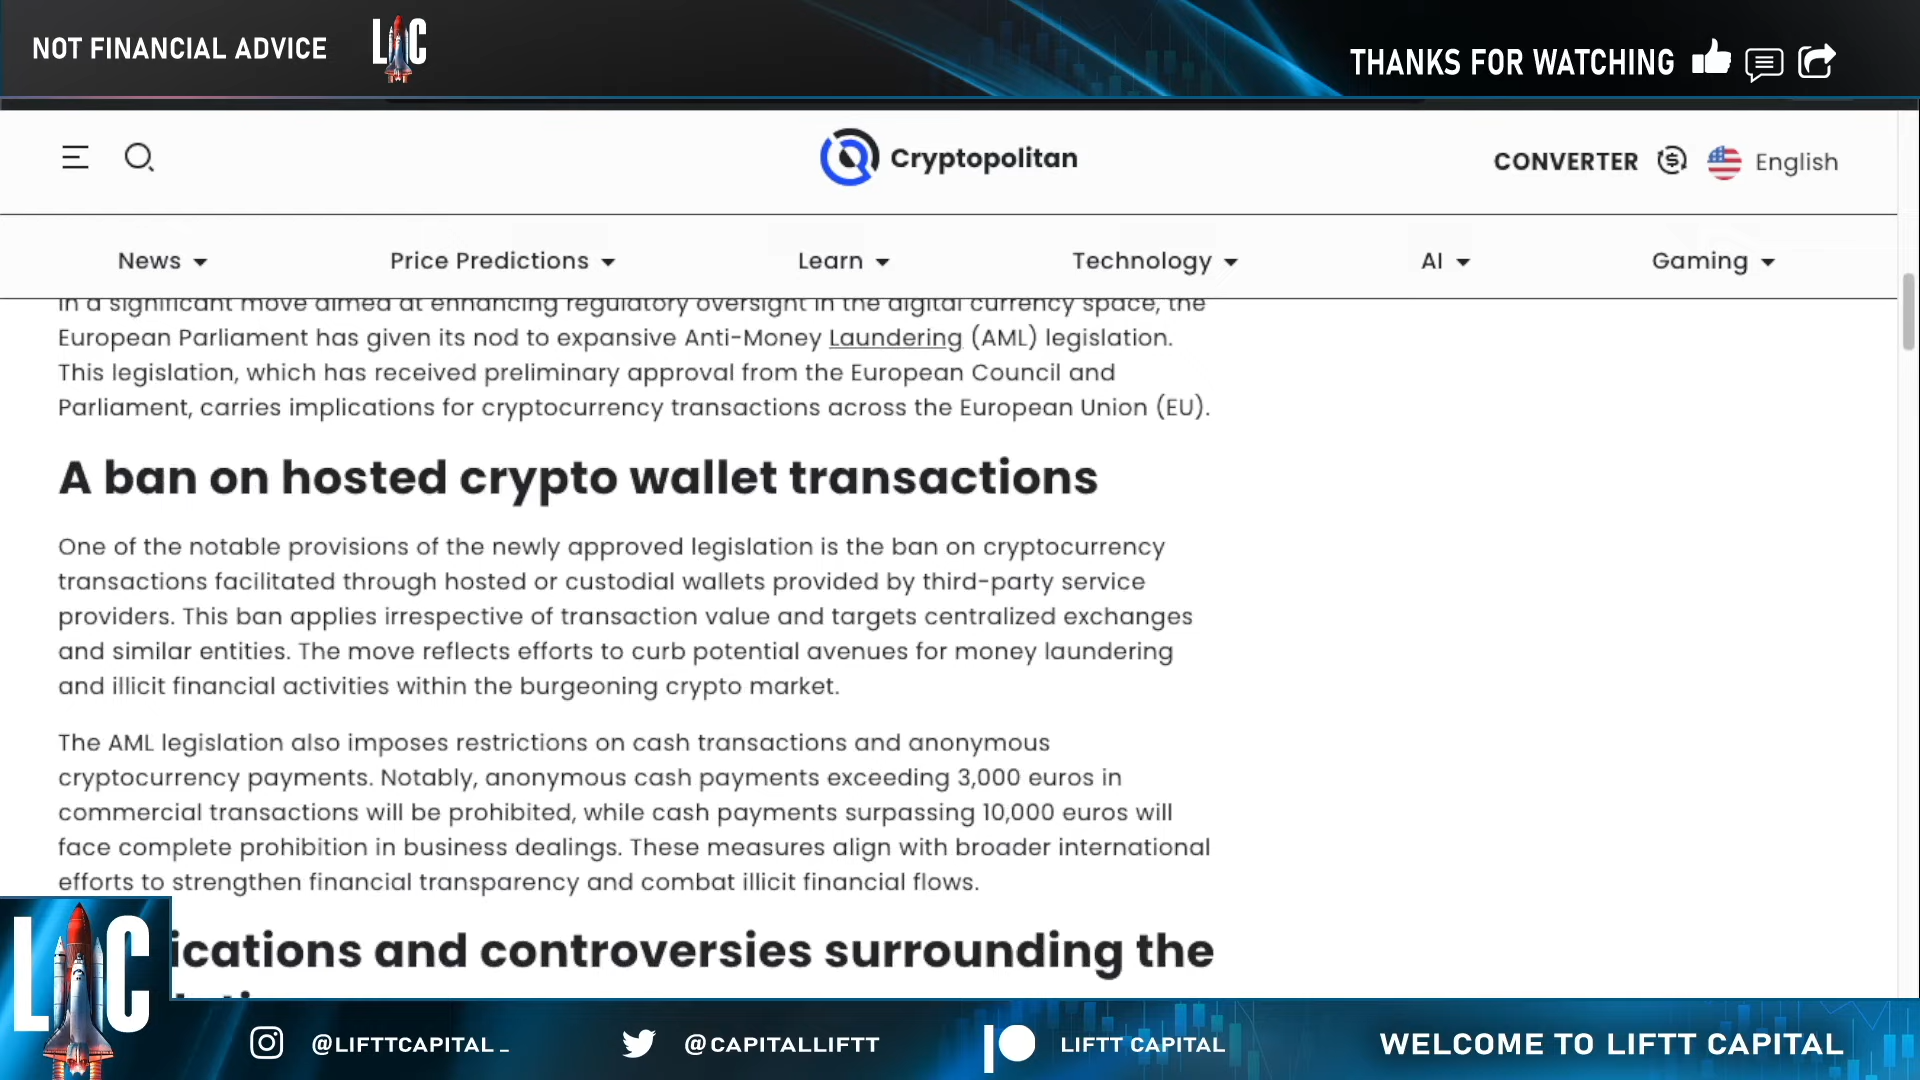 NOT FINANCIAL ADVICE
L C
THANKS FOR WATCHING
Cryptopolitan
CONVERTER
English
News
Price Predictions
Learn
Technology
AI
Gaming
In a significant move aimed at enhancing regulatory oversight in the digital currency space, the
European Parliament has given its nod to expansive Anti-Money Laundering (AML) legislation.
This legislation, which has received preliminary approval from the European Council and
Parliament, carries implications for cryptocurrency transactions across the European Union (EU).
A ban on hosted crypto wallet transactions
One of the notable provisions of the newly approved legislation is the ban on cryptocurrency
transactions facilitated through hosted or custodial wallets provided by third-party service
providers. This ban applies irrespective of transaction value and targets centralized exchanges
and similar entities. The move reflects efforts to curb potential avenues for money laundering
and illicit financial activities within the burgeoning crypto market.
The AML legislation also imposes restrictions on cash transactions and anonymous
cryptocurrency payments. Notably, anonymous cash payments exceeding 3,000 euros in
commercial transactions will be prohibited, while cash payments surpassing 10,000 euros will
face complete prohibition in business dealings. These measures align with broader international
efforts to strengthen financial transparency and combat illicit financial flows.
ications and controversies surrounding the
L C
@LIFTTCAPITAL_
@CAPITALLIFTT
LIFTT CAPITAL
WELCOME TO LIFTT CAPITAL